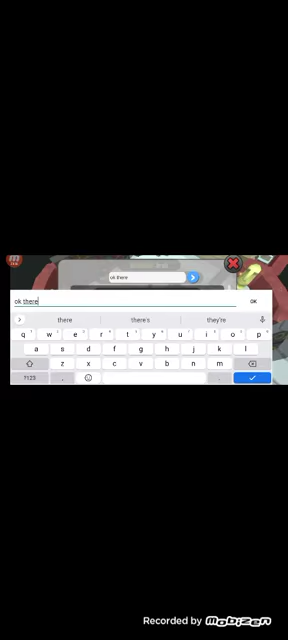 ok there
ok there OK
there there's they're
q w e r t y u i o p
a s d f g h j k l
z x c v b n m
?123 , .
Recorded by mobizen